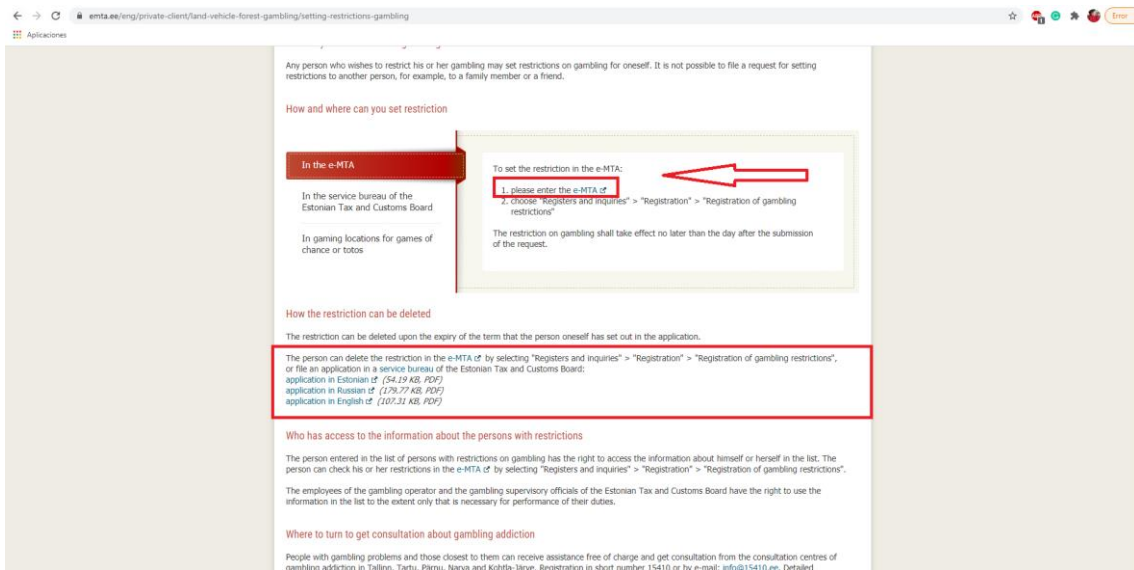 emta.ee/eng/private-client/land-vehicle-forest-gambling/setting-restrictions-gambling
Error
Aplicaciones
Any person who wishes to restrict his or her gambling may set restrictions on gambling for oneself. It is not possible to file a request for setting
restrictions to another person, for example, to a family member or a friend.
How and where can you set restriction
In the e-MTA
In the service bureau of the
Estonian Tax and Customs Board
In gaming locations for games of
chance or totos
To set the restriction in the e-MTA:
1. please enter the e-MTA
2. choose "Registers and inquiries" > "Registration" > "Registration of gambling
restrictions"
The restriction on gambling shall take effect no later than the day after the submission
of the request.
How the restriction can be deleted
The restriction can be deleted upon the expiry of the term that the person oneself has set out in the application.
The person can delete the restriction in the e-MTA by selecting "Registers and inquiries" > "Registration" > "Registration of gambling restrictions",
or file an application in a service bureau of the Estonian Tax and Customs Board:
application in Estonian (54.19 KB, PDF)
application in Russian (179.77 KB, PDF)
application in English (107.31 KB, PDF)
Who has access to the information about the persons with restrictions
The person entered in the list of persons with restrictions on gambling has the right to access the information about himself or herself in the list. The
person can check his or her restrictions in the e-MTA by selecting "Registers and inquiries" > "Registration" > "Registration of gambling restrictions".
The employees of the gambling operator and the gambling supervisory officials of the Estonian Tax and Customs Board have the right to use the
information in the list to the extent only that is necessary for performance of their duties.
Where to turn to get consultation about gambling addiction
People with gambling problems and those closest to them can receive assistance free of charge and get consultation from the consultation centres of
gambling addiction in Tallinn, Tartu, Pärnu, Narva and Kohtla-Järve. Registration in short number 15410 or by e-mail: info@15410.ee. Detailed